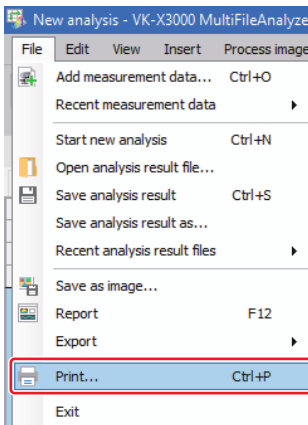 New analysis - VK-X3000 MultiFileAnalyze
File Edit View Insert Process image
Add measurement data... Ctrl+O
Recent measurement data
Start new analysis Ctrl+N
Open analysis result file...
Save analysis result Ctrl+S
Save analysis result as...
Recent analysis result files
Save as image...
Report F12
Export
Print... Ctrl+P
Exit